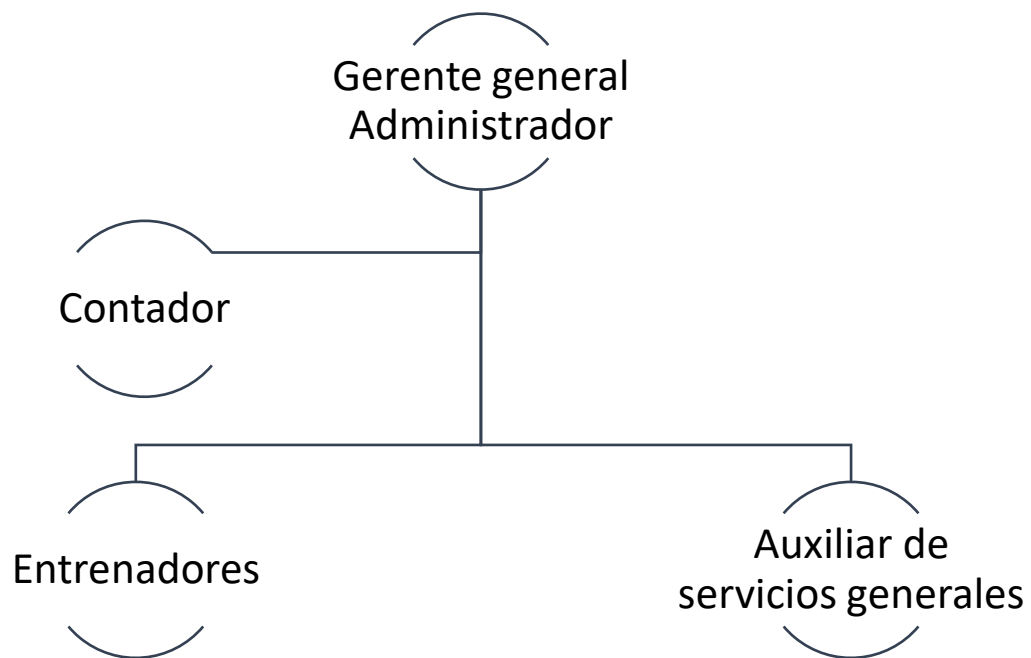 Gerente general
Administrador
Contador
Entrenadores
Auxiliar de
servicios generales